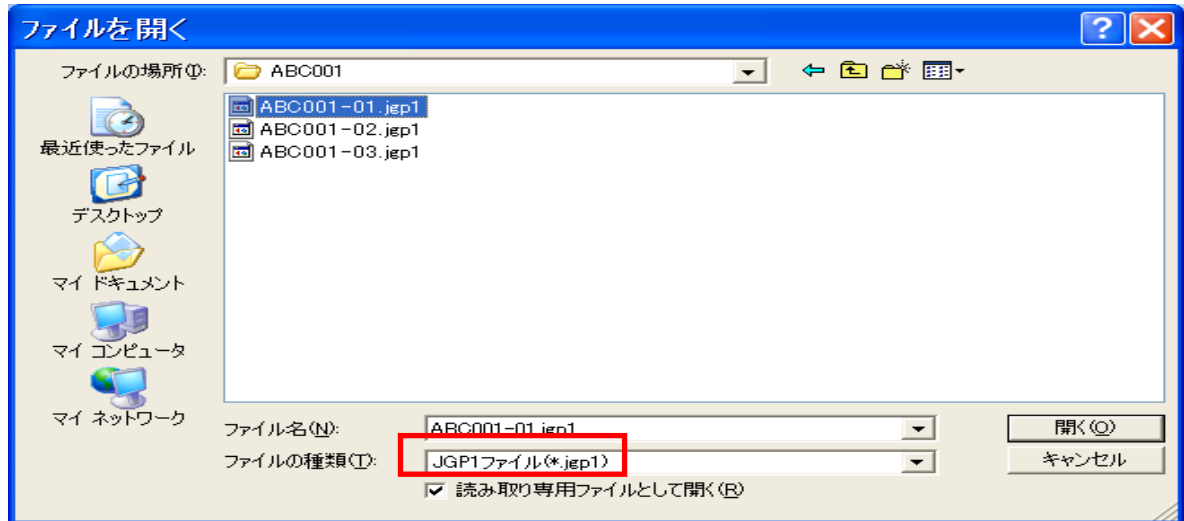 ファイルを開く
ファイルの場所(I):
ABC001
ABC001-01.jgp1
ABC001-02.jgp1
ABC001-03.jgp1
最近使ったファイル
デスクトップ
マイ ドキュメント
マイ コンピュータ
マイ ネットワーク
ファイル名(N):
ABC001-01.jgp1
開く(O)
ファイルの種類(T):
JGP1ファイル(*.jgp1)
キャンセル
読み取り専用ファイルとして開く(R)